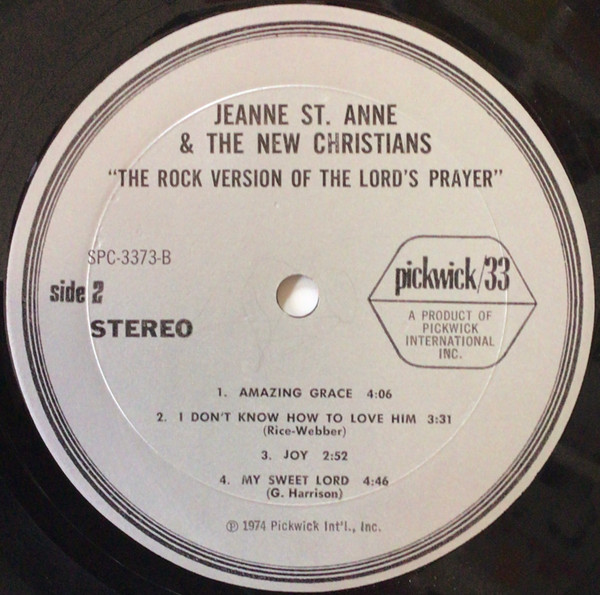 JEANNE ST. ANNE
& THE NEW CHRISTIANS
"THE ROCK VERSION OF THE LORD'S PRAYER"
SPC-3373-B
side 2
STEREO
pickwick/33
A PRODUCT OF
PICKWICK
INTERNATIONAL
INC.
1. AMAZING GRACE 4:06
2. I DON'T KNOW HOW TO LOVE HIM 3:31
(Rice-Webber)
3. JOY 2:52
4. MY SWEET LORD 4:46
(G. Harrison)
℗ 1974 Pickwick Int'l., Inc.